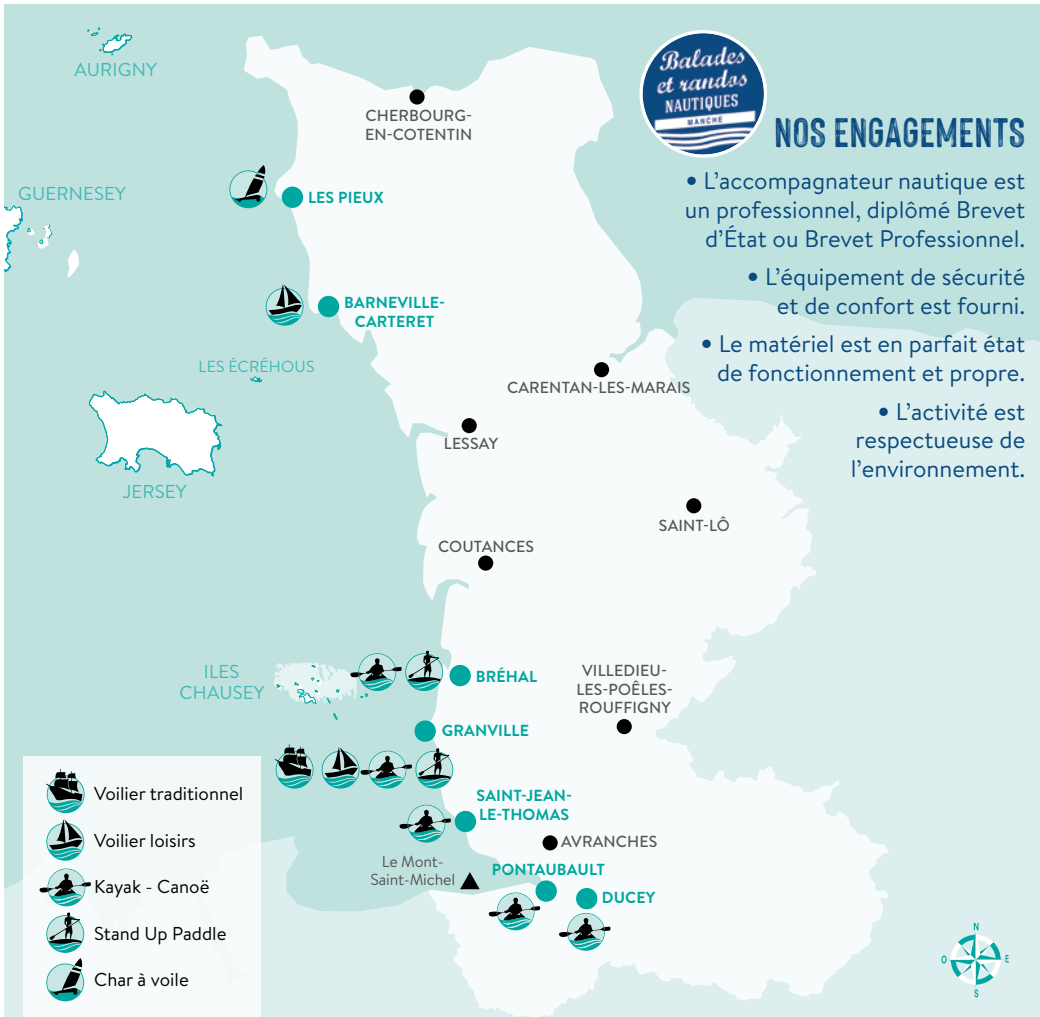 AURIGNY
Balades
et randos
NAUTIQUES
MANCHE
CHERBOURG-
EN-COTENTIN
NOS ENGAGEMENTS
• L’accompagnateur nautique est
un professionnel, diplômé Brevet
d’État ou Brevet Professionnel.
• L’équipement de sécurité
et de confort est fourni.
• Le matériel est en parfait état
de fonctionnement et propre.
• L’activité est
respectueuse de
l’environnement.
GUERNESEY
LES PIEUX
BARNEVILLE-
CARTERET
LES ÉCRÉHOUS
CARENTAN-LES-MARAIS
LESSAY
JERSEY
SAINT-LÔ
COUTANCES
ILES
CHAUSEY
BRÉHAL
VILLEDIEU-
LES-POÊLES-
ROUFFIGNY
GRANVILLE
SAINT-JEAN-
LE-THOMAS
AVRANCHES
Le Mont-
Saint-Michel
PONTAUBAULT
DUCEY
Voilier traditionnel
Voilier loisirs
Kayak - Canoë
Stand Up Paddle
Char à voile
N
O
E
S